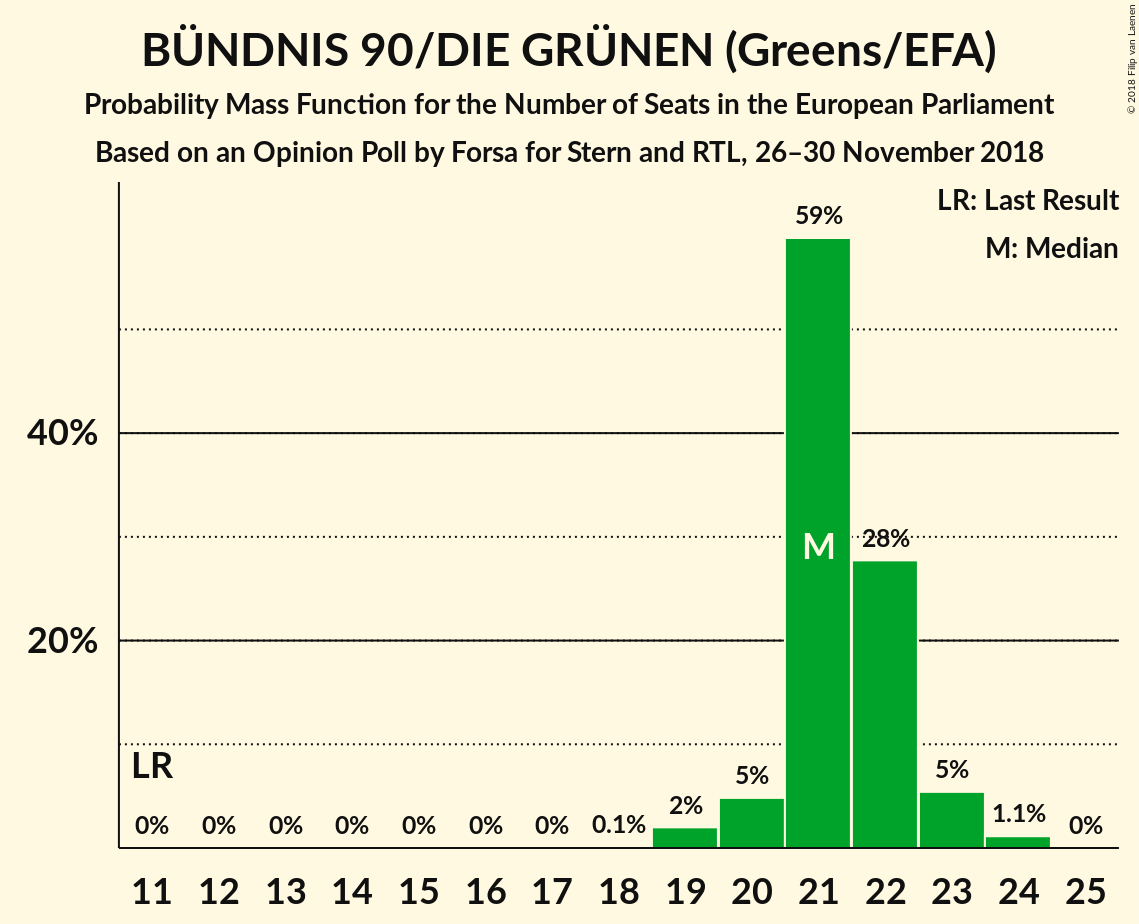 BÜNDNIS 90/DIE GRÜNEN (Greens/EFA)
Probability Mass Function for the Number of Seats in the European Parliament
Based on an Opinion Poll by Forsa for Stern and RTL, 26–30 November 2018
© 2018 Filip van Laenen
LR: Last Result
M: Median
59%
40%
M
28%
20%
LR
0% 0% 0% 0% 0% 0% 0% 0.1% 2% 5% 5% 1.1% 0%
11 12 13 14 15 16 17 18 19 20 21 22 23 24 25